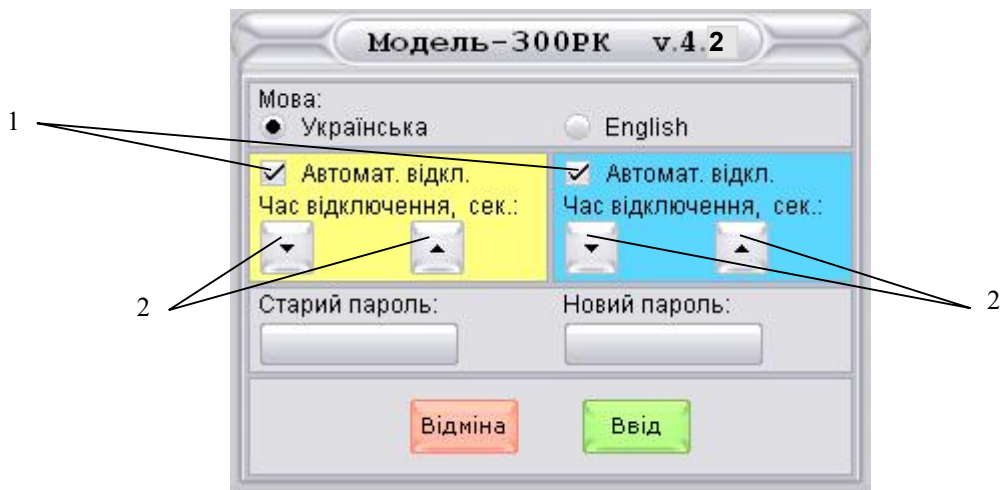 Модель-300РК v.4.2
Мова:
Українська English
1
Автомат. відкл. Автомат. відкл.
Час відключення, сек.: Час відключення, сек.:
2 2
Старий пароль: Новий пароль:
Відміна Ввід